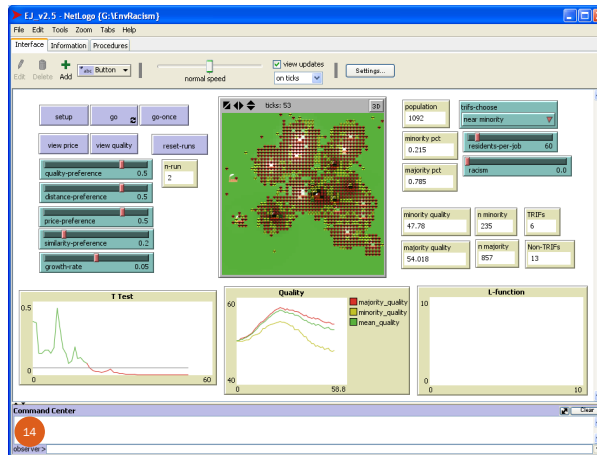 EJ_v2.5 - NetLogo {G:\EnvRacism}
File Edit Tools Zoom Tabs Help
Interface Information Procedures
Edit Delete Add abc Button normal speed view updates on ticks Settings...
setup go go-once
view price view quality reset-runs
quality-preference 0.5
distance-preference 0.5
price-preference 0.5
similarity-preference 0.2
growth-rate 0.05
n-run
2
ticks: 53 3D
population
1092
minority pct
0.215
majority pct
0.785
trifs-choose
near minority
residents-per-job 60
racism 0.0
minority quality
47.78
n minority
235
TRIFs
6
majority quality
54.018
n majority
857
Non-TRIFs
13
T Test
0.5
0
0 60
Quality
60
40
0 58.8
majority_quality
minority_quality
mean_quality
L-function
10
0
0 10
Command Center Clear
14
observer>